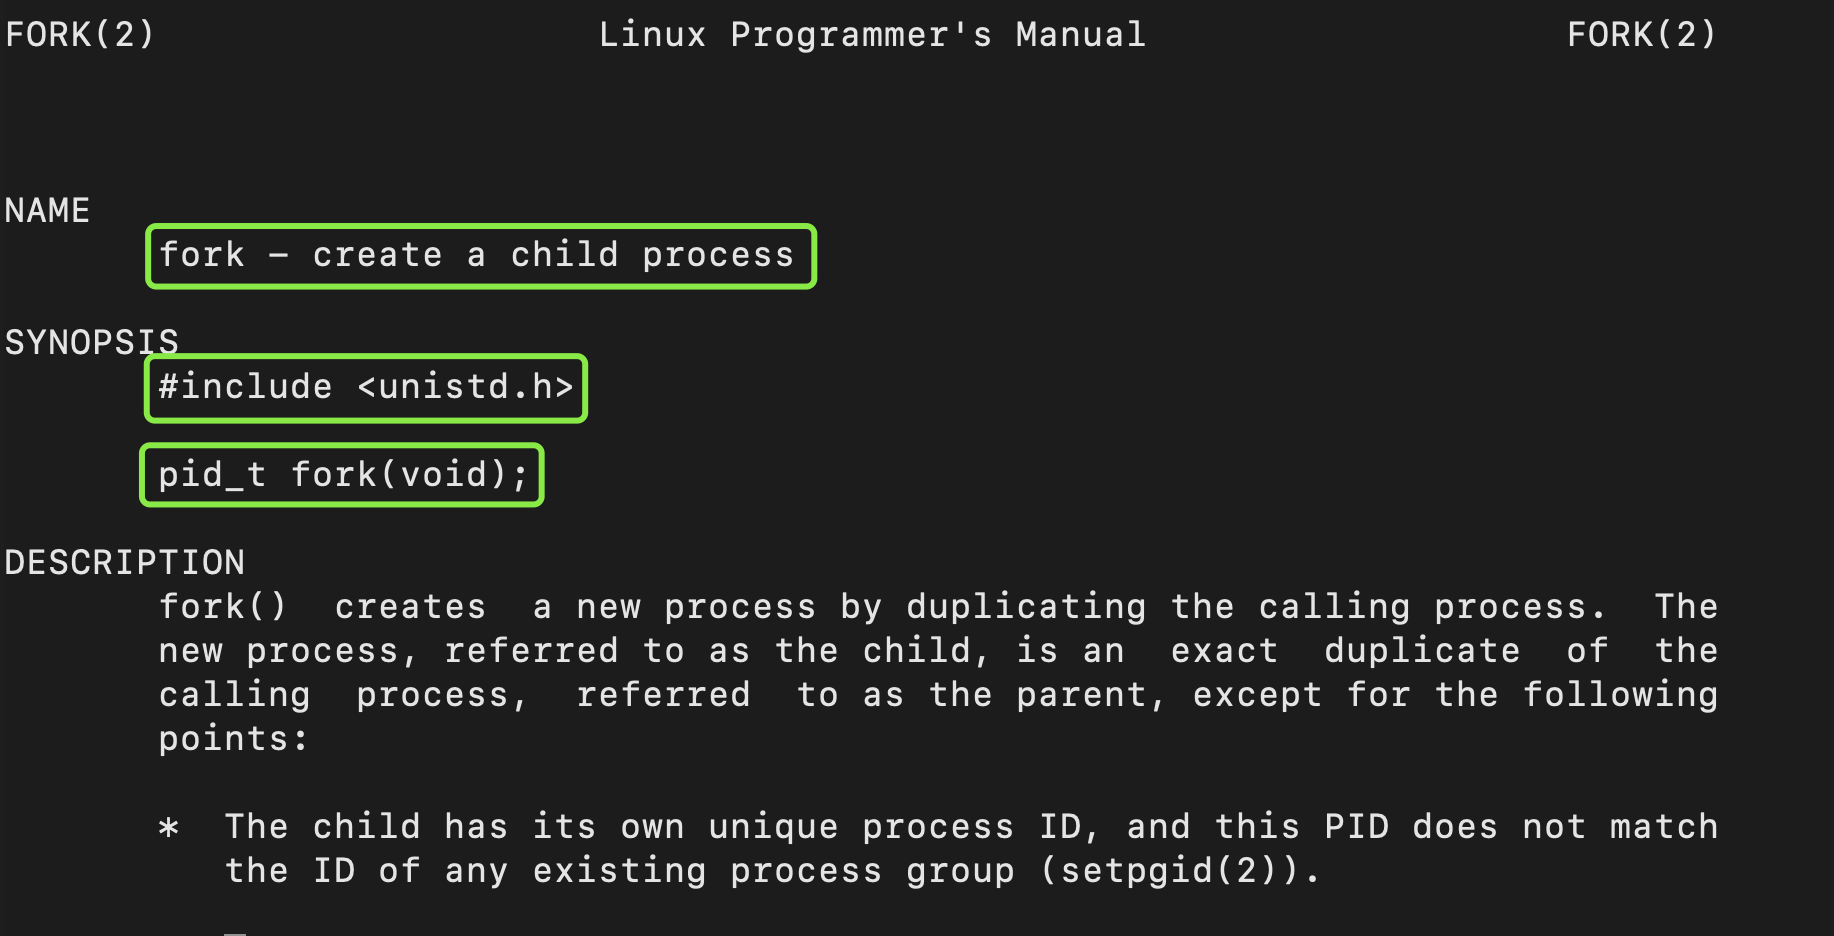 FORK(2) Linux Programmer's Manual FORK(2)
NAME
fork – create a child process
SYNOPSIS
#include <unistd.h>
pid_t fork(void);
DESCRIPTION
fork() creates a new process by duplicating the calling process. The
new process, referred to as the child, is an exact duplicate of the
calling process, referred to as the parent, except for the following
points:
* The child has its own unique process ID, and this PID does not match
the ID of any existing process group (setpgid(2)).